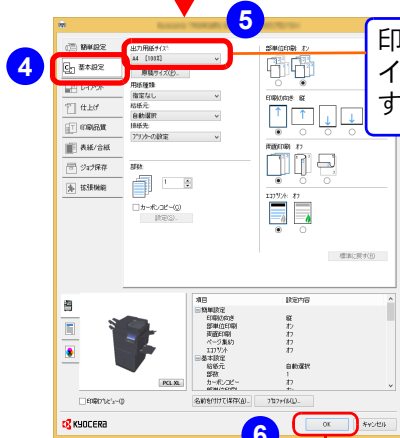 5
印
イ
す
4
簡単設定
基本設定
レイアウト
仕上げ
印刷品質
表紙/合紙
ジョブ保存
拡張機能
出力用紙サイズ:
A4 [100%]
原稿サイズ(Z)...
用紙種類:
指定なし
給紙元:
自動選択
排紙先:
プリンターの設定
部数:
1
カーボンコピー(O)
設定(S)...
部単位印刷: オン
印刷の向き: 縦
両面印刷: オフ
エコプリント: オフ
標準に戻す(R)
項目 設定内容
簡単設定
印刷の向き 縦
部単位印刷 オン
両面印刷 オフ
ページ集約 オフ
エコプリント オフ
基本設定
給紙元 自動選択
部数 1
カーボンコピー オフ
PCL XL
印刷プレビュー(I)
名前を付けて保存(A)...
プロファイル(L)...
KYOCERA
6
OK
キャンセル